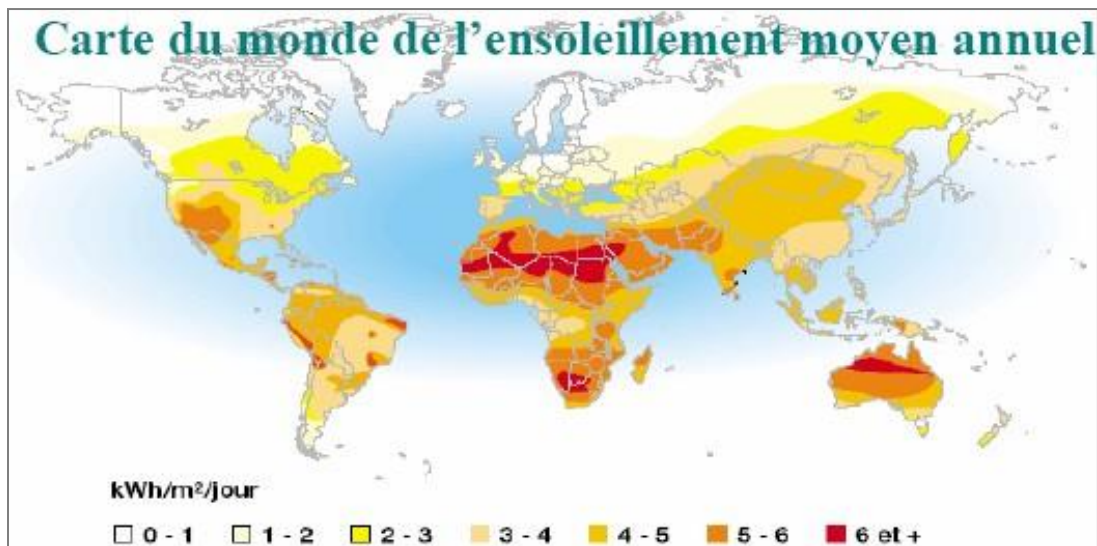 Carte du monde de l'ensoleillement moyen annuel
kWh/m²/jour
0 - 1 1 - 2 2 - 3 3 - 4 4 - 5 5 - 6 6 et +